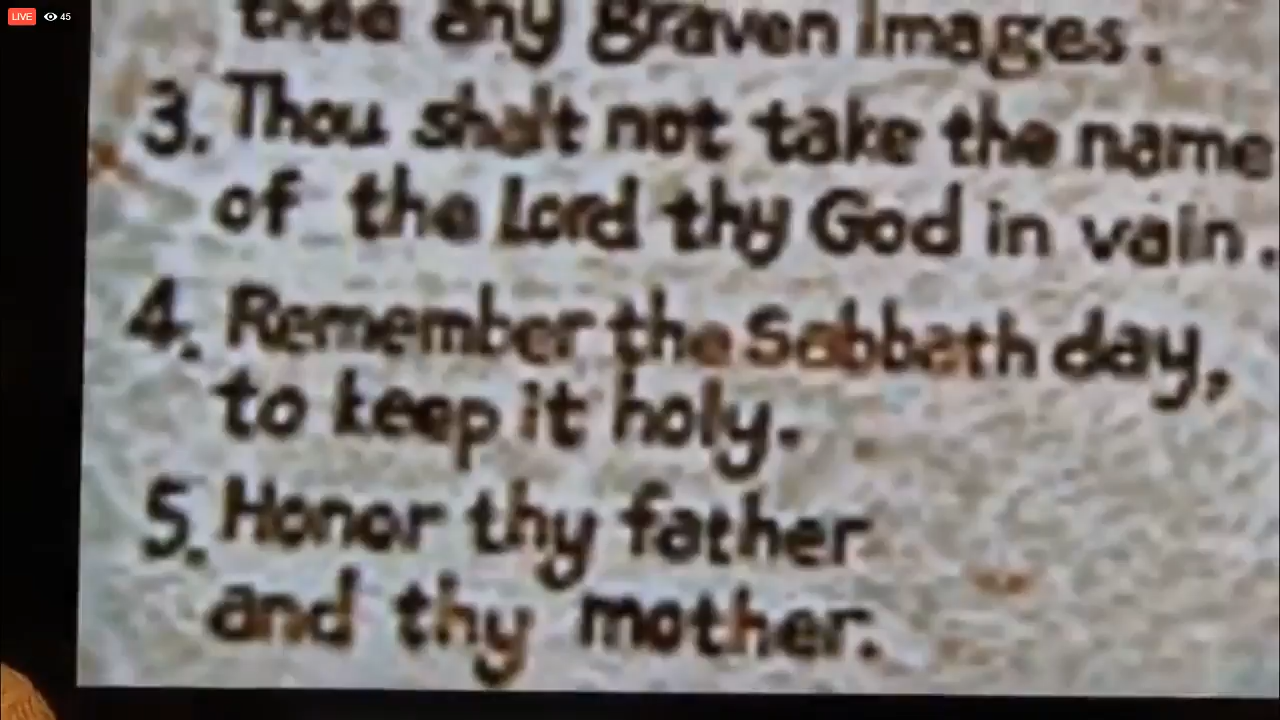 LIVE 45
thee any graven images.
3. Thou shalt not take the name
of the Lord thy God in vain.
4. Remember the Sabbath day,
to keep it holy.
5. Honor thy father
and thy mother.